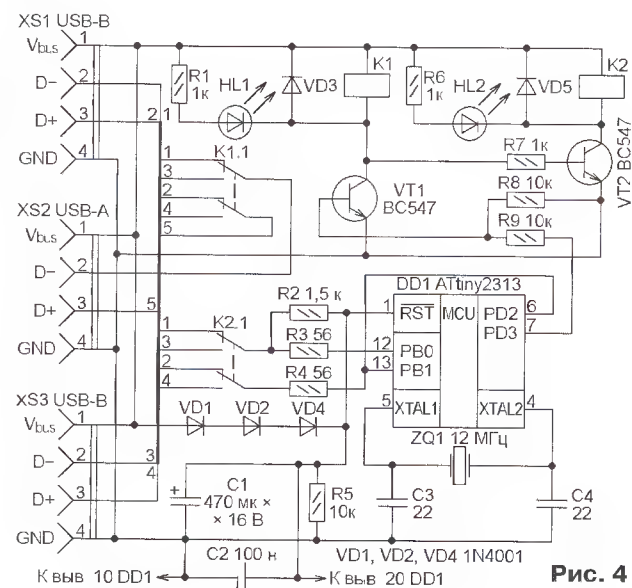 XS1 USB-B
Vbus 1
D− 2
D+ 3
GND 4
XS2 USB-A
Vbus 1
D− 2
D+ 3
GND 4
XS3 USB-B
Vbus 1
D− 2
D+ 3
GND 4
2 1
1
3
2
4
5
K1.1
5
1
3
2
4
K2.1
3
4
R1
1к
HL1
VD3
K1
R6
1к
HL2
VD5
K2
R7 1к
VT2 BC547
VT1
BC547
R8 10к
R9 10к
DD1 ATtiny2313
R2 1,5 к
R3 56
R4 56
1 RST MCU PD2 6
PD3 7
12 PB0
13 PB1
5 XTAL1 XTAL2 4
ZQ1 12 МГц
VD1 VD2 VD4
C1
470 мк ×
× 16 В
R5
10к
C3
22
C4
22
C2 100 н
VD1, VD2, VD4 1N4001
К выв 10 DD1
К выв 20 DD1
Рис. 4